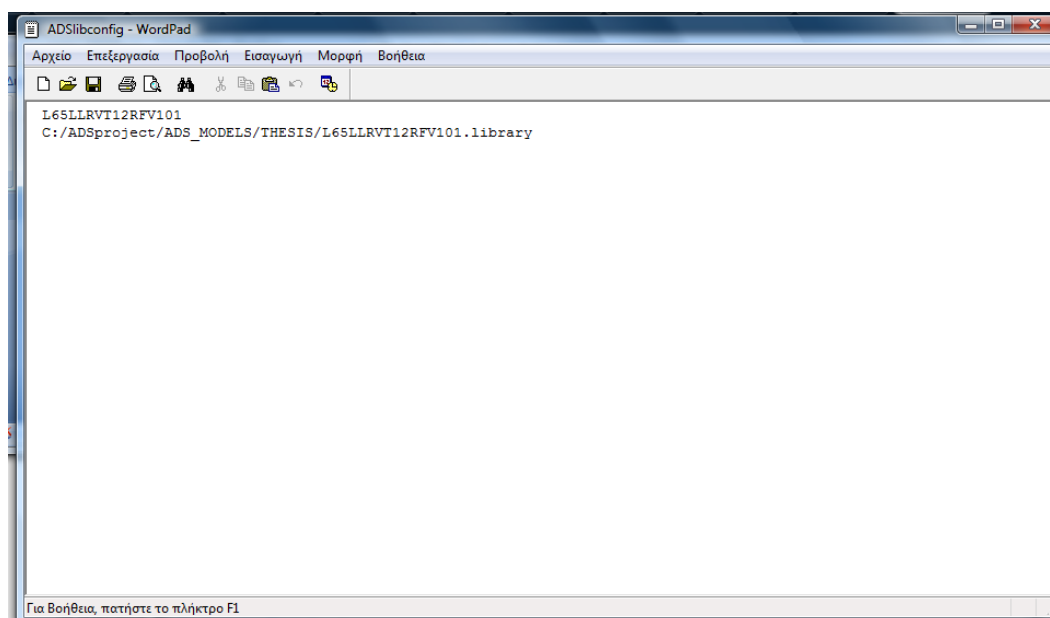 ADSlibconfig - WordPad
Αρχείο Επεξεργασία Προβολή Εισαγωγή Μορφή Βοήθεια
L65LLRVT12RFV101
C:/ADSproject/ADS_MODELS/THESIS/L65LLRVT12RFV101.library
Για Βοήθεια, πατήστε το πλήκτρο F1